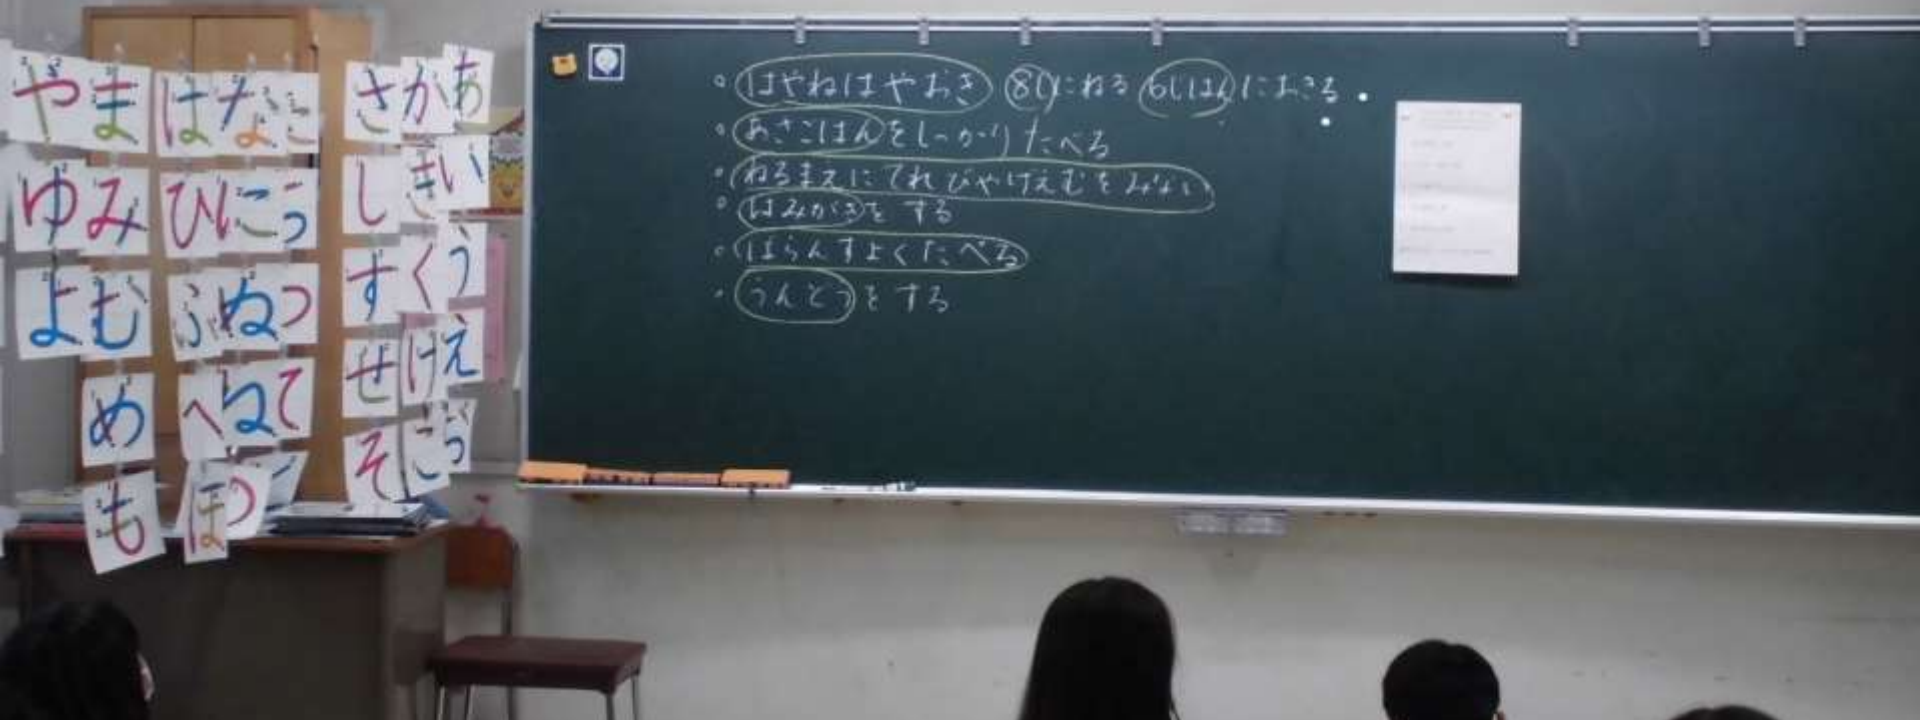 はやねはやおき 8じにねる 6じはんにおきる
あさごはんをしっかりたべる
ねるまえにてれびやげえむをみない
はみがきをする
ばらんすよくたべる
うんどうをする
や ま は な さ か あ
ゆ み ひ に し き い
よ む ふ ぬ つ す く う
め へ ね て せ け え
も ほ そ こ